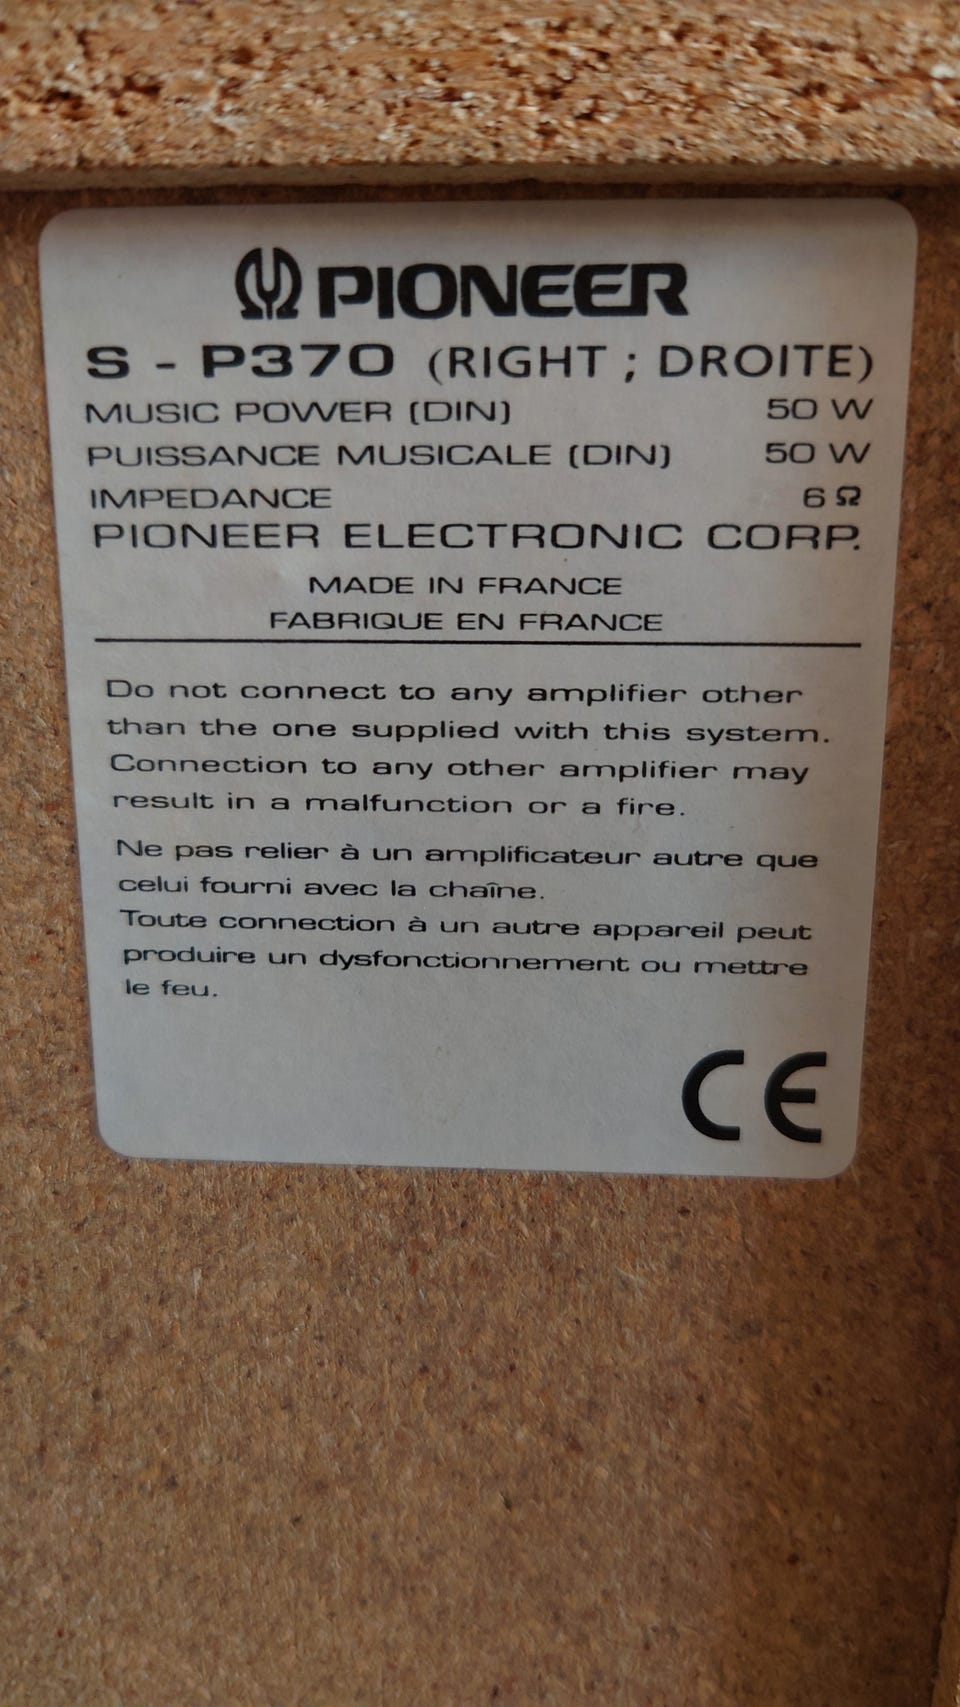 PIONEER
S - P370 (RIGHT ; DROITE)
MUSIC POWER (DIN) 50 W
PUISSANCE MUSICALE (DIN) 50 W
IMPEDANCE 6 Ω
PIONEER ELECTRONIC CORP.
MADE IN FRANCE
FABRIQUE EN FRANCE
Do not connect to any amplifier other
than the one supplied with this system.
Connection to any other amplifier may
result in a malfunction or a fire.
Ne pas relier à un amplificateur autre que
celui fourni avec la chaîne.
Toute connection à un autre appareil peut
produire un dysfonctionnement ou mettre
le feu.
CE